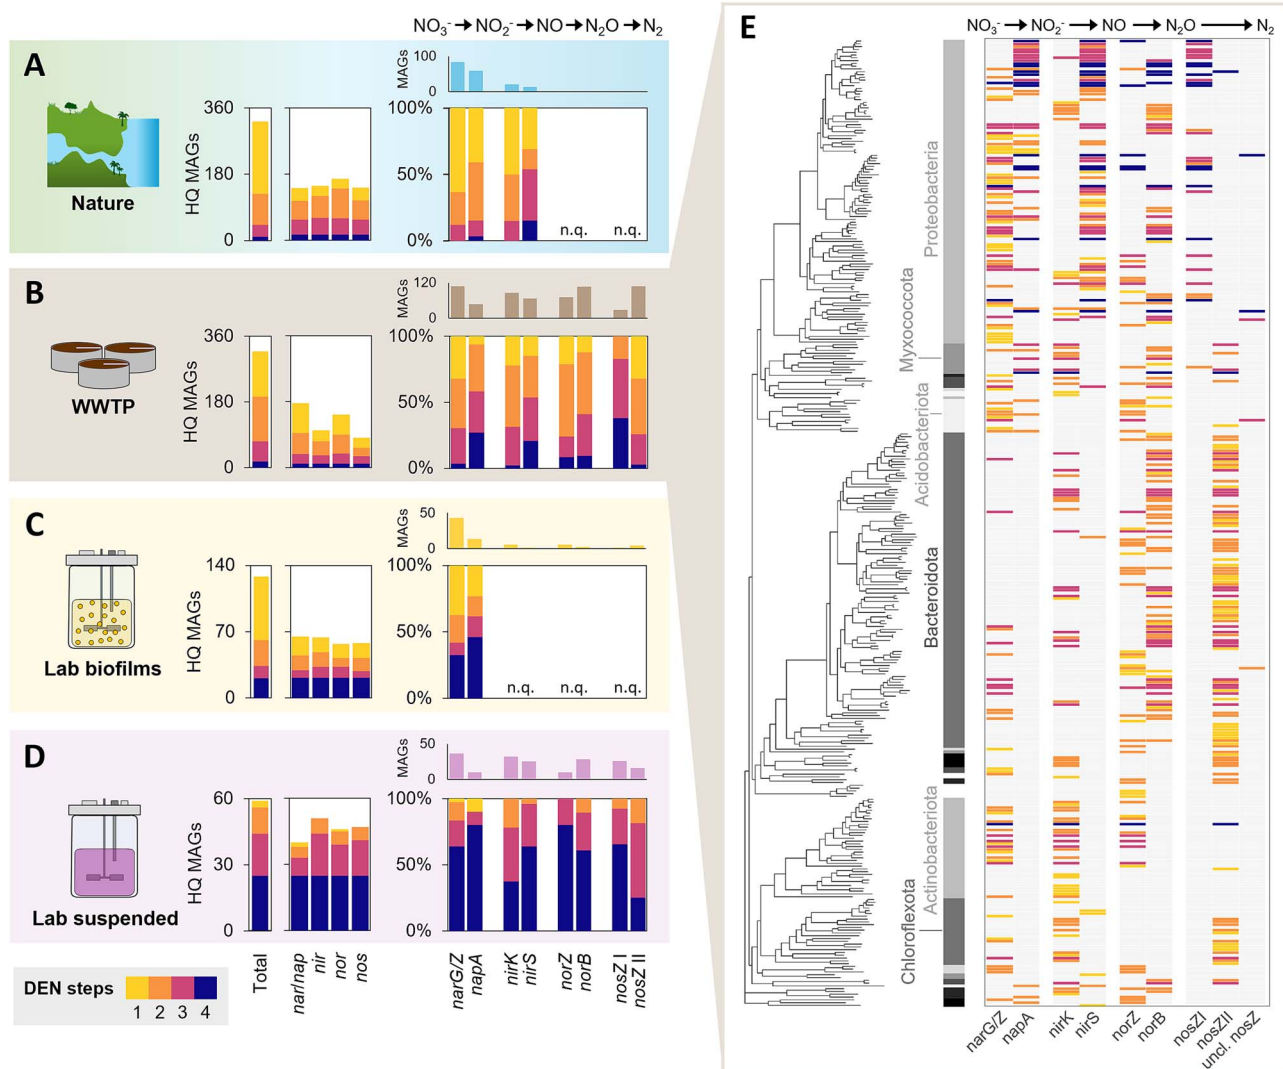 NO₃⁻ → NO₂⁻ → NO → N₂O → N₂
A
Nature
HQ MAGs
360
180
0
MAGs
100
0
100%
50%
0%
n.q.
n.q.
B
WWTP
HQ MAGs
360
180
0
MAGs
120
0
100%
50%
0%
C
Lab biofilms
HQ MAGs
140
70
0
MAGs
50
0
100%
50%
0%
n.q.
n.q.
n.q.
D
Lab suspended
HQ MAGs
60
30
0
MAGs
50
0
100%
50%
0%
Total
nar/nap
nir
nor
nos
narG/Z
napA
nirK
nirS
norZ
norB
nosZ I
nosZ II
DEN steps
1 2 3 4
E
NO₃⁻ → NO₂⁻ → NO → N₂O → N₂
Proteobacteria
Myxococcota
Acidobacteriota
Bacteroidota
Actinobacteriota
Chloroflexota
narG/Z
napA
nirK
nirS
norZ
norB
nosZI
nosZII
uncl. nosZ